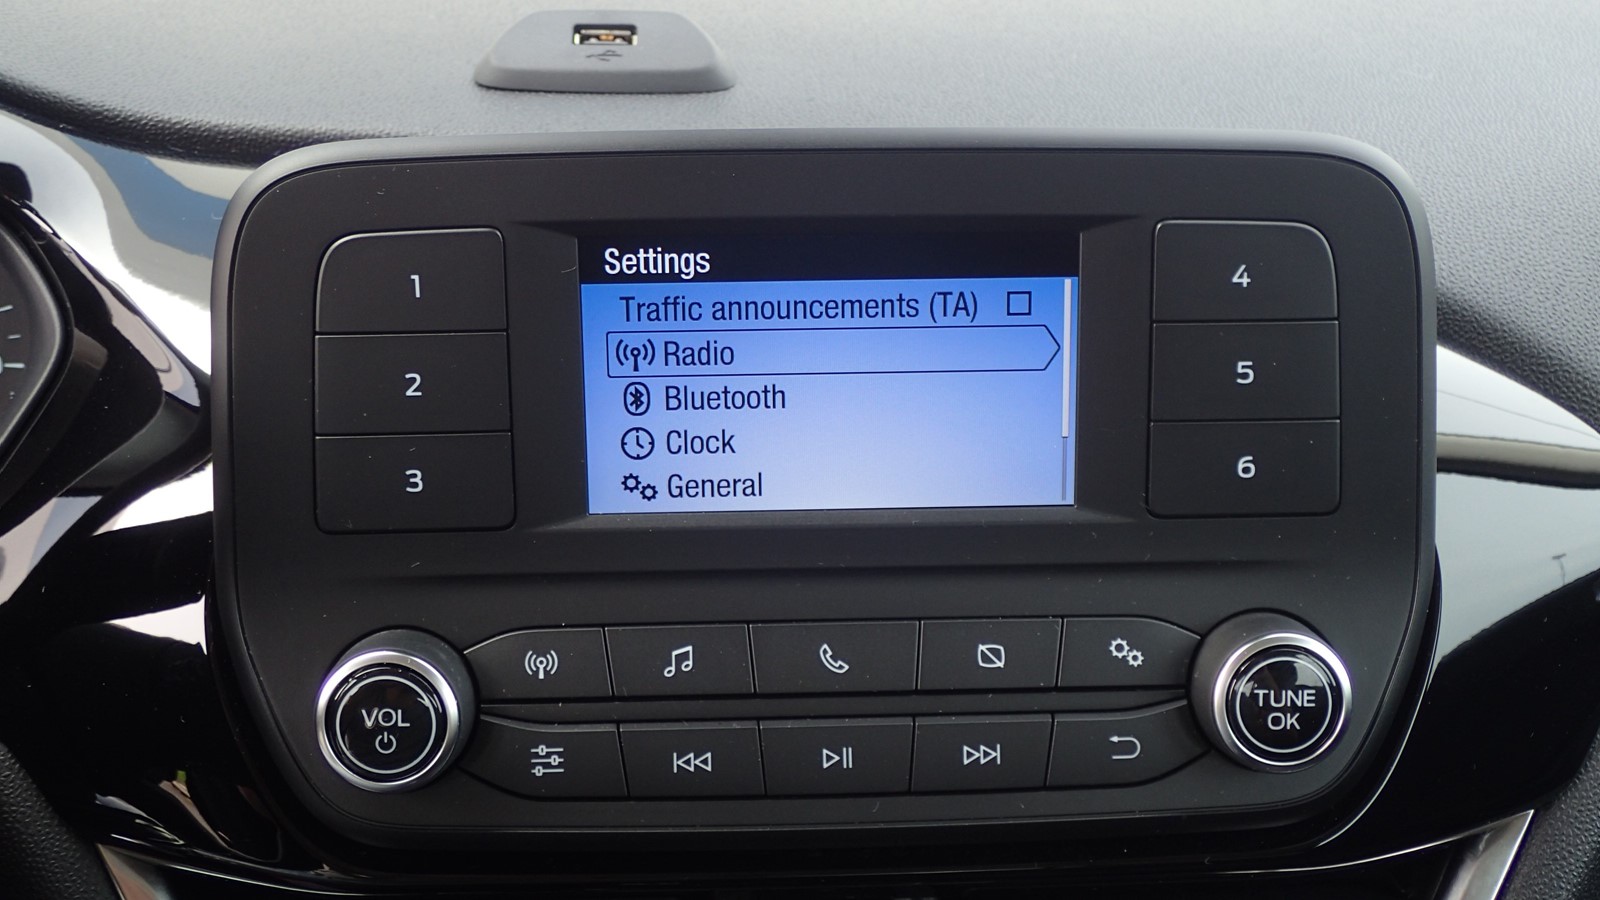 Settings
Traffic announcements (TA)
Radio
Bluetooth
Clock
General
1
2
3
4
5
6
VOL
TUNE
OK